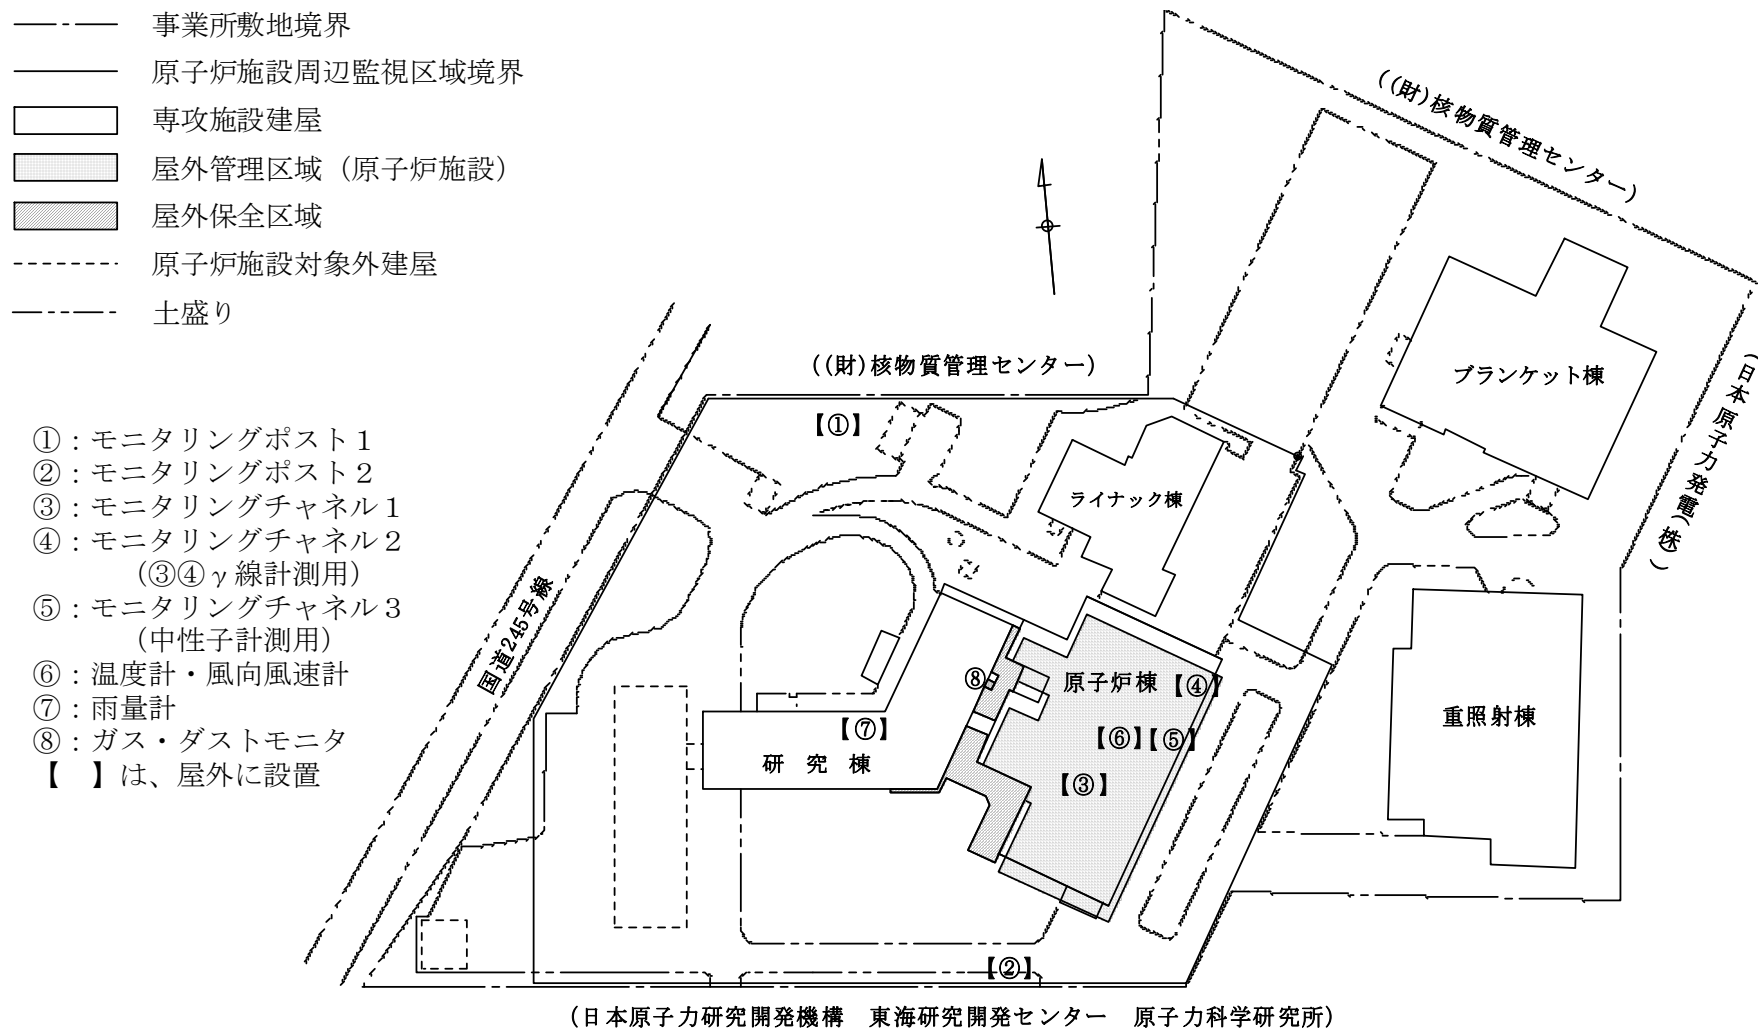 事業所敷地境界
原子炉施設周辺監視区域境界
専攻施設建屋
屋外管理区域（原子炉施設）
屋外保全区域
原子炉施設対象外建屋
土盛り
①：モニタリングポスト１
②：モニタリングポスト２
③：モニタリングチャネル１
④：モニタリングチャネル２
（③④γ線計測用）
⑤：モニタリングチャネル３
（中性子計測用）
⑥：温度計・風向風速計
⑦：雨量計
⑧：ガス・ダストモニタ
【　】は、屋外に設置
((財)核物質管理センター)
((財)核物質管理センター)
(日本原子力発電(株))
国道245号線
【①】
ブランケット棟
ライナック棟
⑧
原子炉棟
【④】
【⑦】
【⑥】
【⑤】
重照射棟
研　究　棟
【③】
【②】
(日本原子力研究開発機構　東海研究開発センター　原子力科学研究所)